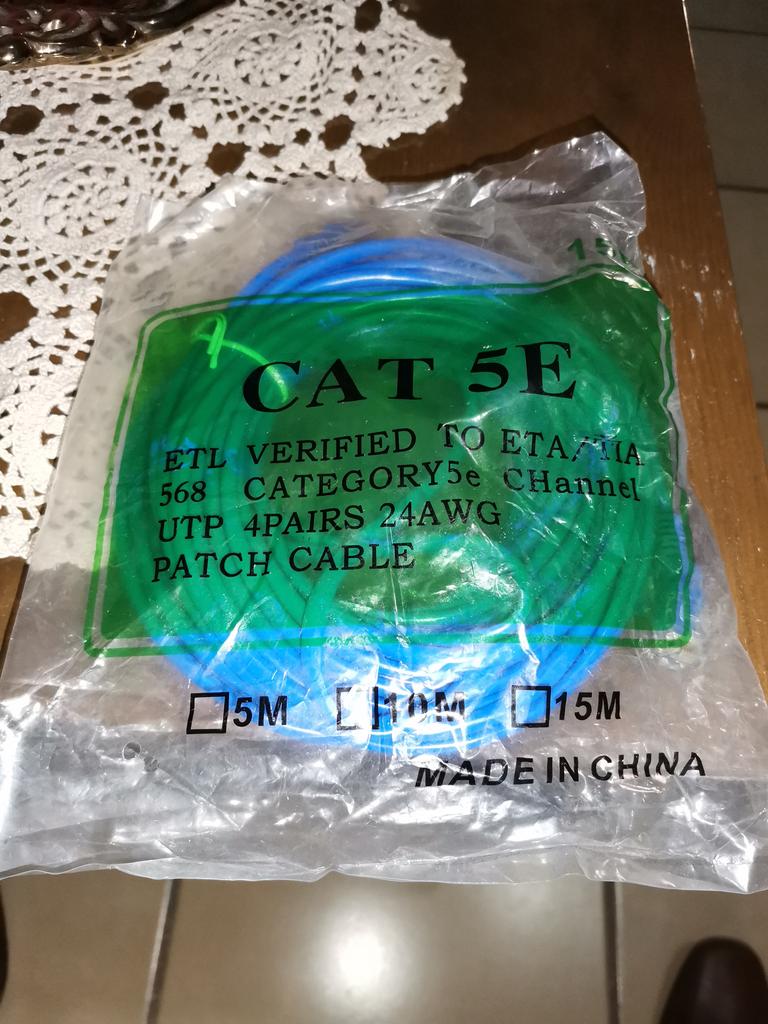 CAT 5E
ETL VERIFIED TO ETA/TIA
568 CATEGORY5e CHannel
UTP 4PAIRS 24AWG
PATCH CABLE
5M 10M 15M
MADE IN CHINA